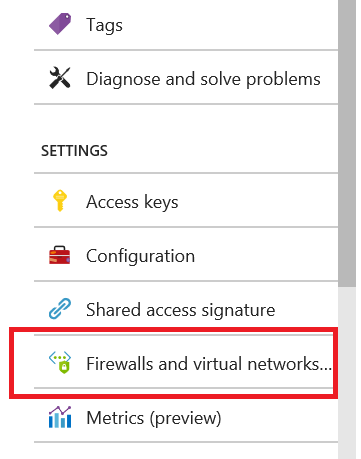 Tags
Diagnose and solve problems
SETTINGS
Access keys
Configuration
Shared access signature
Firewalls and virtual networks...
Metrics (preview)